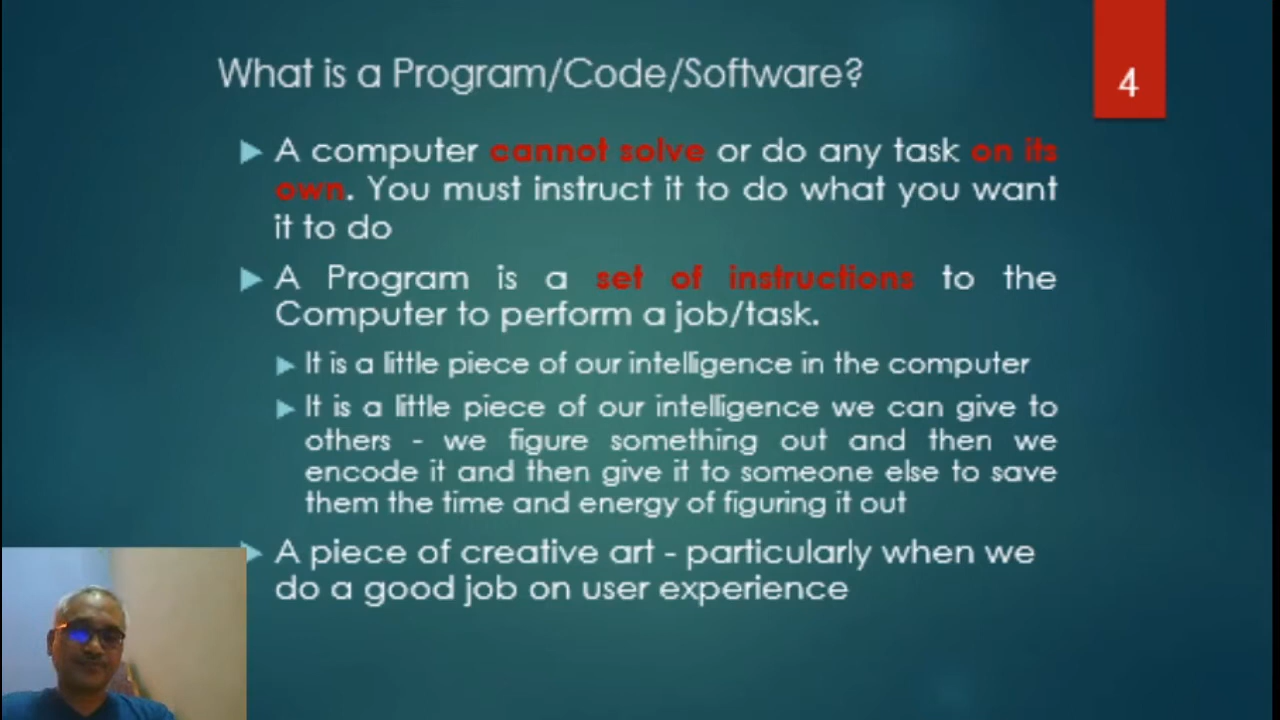 What is a Program/Code/Software?
4
A computer cannot solve or do any task on its
own. You must instruct it to do what you want
it to do
A Program is a set of instructions to the
Computer to perform a job/task.
It is a little piece of our intelligence in the computer
It is a little piece of our intelligence we can give to
others - we figure something out and then we
encode it and then give it to someone else to save
them the time and energy of figuring it out
A piece of creative art - particularly when we
do a good job on user experience